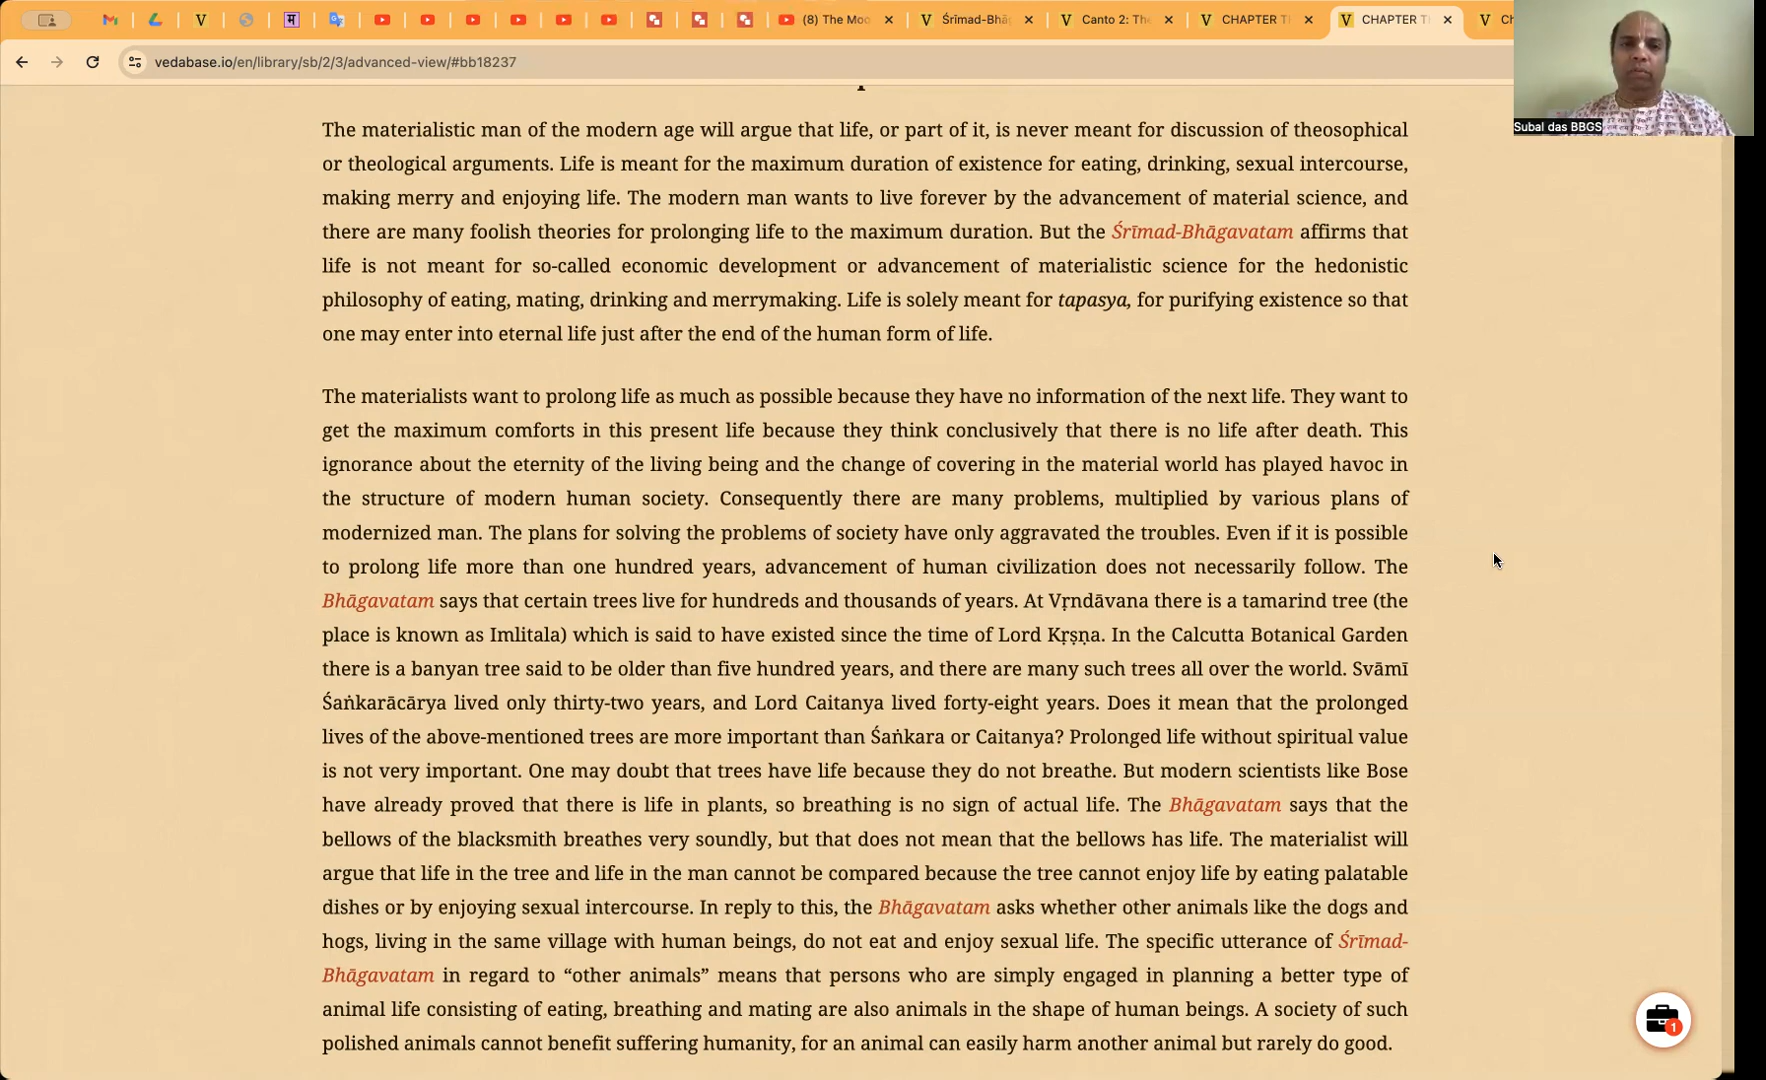 (8) The Moo
Śrīmad-Bhāg
Canto 2: The
CHAPTER T
CHAPTER T
Ch
vedabase.io/en/library/sb/2/3/advanced-view/#bb18237
Subal das BBGS
The materialistic man of the modern age will argue that life, or part of it, is never meant for discussion of theosophical
or theological arguments. Life is meant for the maximum duration of existence for eating, drinking, sexual intercourse,
making merry and enjoying life. The modern man wants to live forever by the advancement of material science, and
there are many foolish theories for prolonging life to the maximum duration. But the Śrīmad-Bhāgavatam affirms that
life is not meant for so-called economic development or advancement of materialistic science for the hedonistic
philosophy of eating, mating, drinking and merrymaking. Life is solely meant for tapasya, for purifying existence so that
one may enter into eternal life just after the end of the human form of life.
The materialists want to prolong life as much as possible because they have no information of the next life. They want to
get the maximum comforts in this present life because they think conclusively that there is no life after death. This
ignorance about the eternity of the living being and the change of covering in the material world has played havoc in
the structure of modern human society. Consequently there are many problems, multiplied by various plans of
modernized man. The plans for solving the problems of society have only aggravated the troubles. Even if it is possible
to prolong life more than one hundred years, advancement of human civilization does not necessarily follow. The
Bhāgavatam says that certain trees live for hundreds and thousands of years. At Vṛndāvana there is a tamarind tree (the
place is known as Imlitala) which is said to have existed since the time of Lord Kṛṣṇa. In the Calcutta Botanical Garden
there is a banyan tree said to be older than five hundred years, and there are many such trees all over the world. Svāmī
Śaṅkarācārya lived only thirty-two years, and Lord Caitanya lived forty-eight years. Does it mean that the prolonged
lives of the above-mentioned trees are more important than Śaṅkara or Caitanya? Prolonged life without spiritual value
is not very important. One may doubt that trees have life because they do not breathe. But modern scientists like Bose
have already proved that there is life in plants, so breathing is no sign of actual life. The Bhāgavatam says that the
bellows of the blacksmith breathes very soundly, but that does not mean that the bellows has life. The materialist will
argue that life in the tree and life in the man cannot be compared because the tree cannot enjoy life by eating palatable
dishes or by enjoying sexual intercourse. In reply to this, the Bhāgavatam asks whether other animals like the dogs and
hogs, living in the same village with human beings, do not eat and enjoy sexual life. The specific utterance of Śrīmad-
Bhāgavatam in regard to “other animals” means that persons who are simply engaged in planning a better type of
animal life consisting of eating, breathing and mating are also animals in the shape of human beings. A society of such
polished animals cannot benefit suffering humanity, for an animal can easily harm another animal but rarely do good.
1